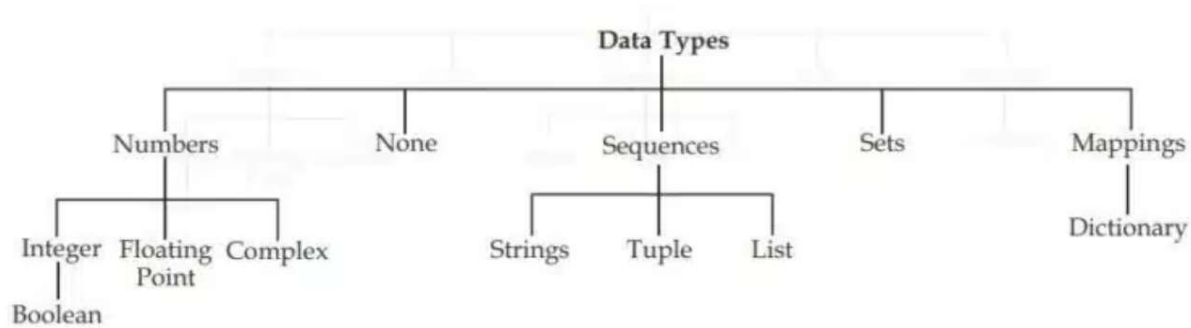 Data Types
Numbers
None
Sequences
Sets
Mappings
Integer
Floating
Point
Complex
Strings
Tuple
List
Dictionary
Boolean